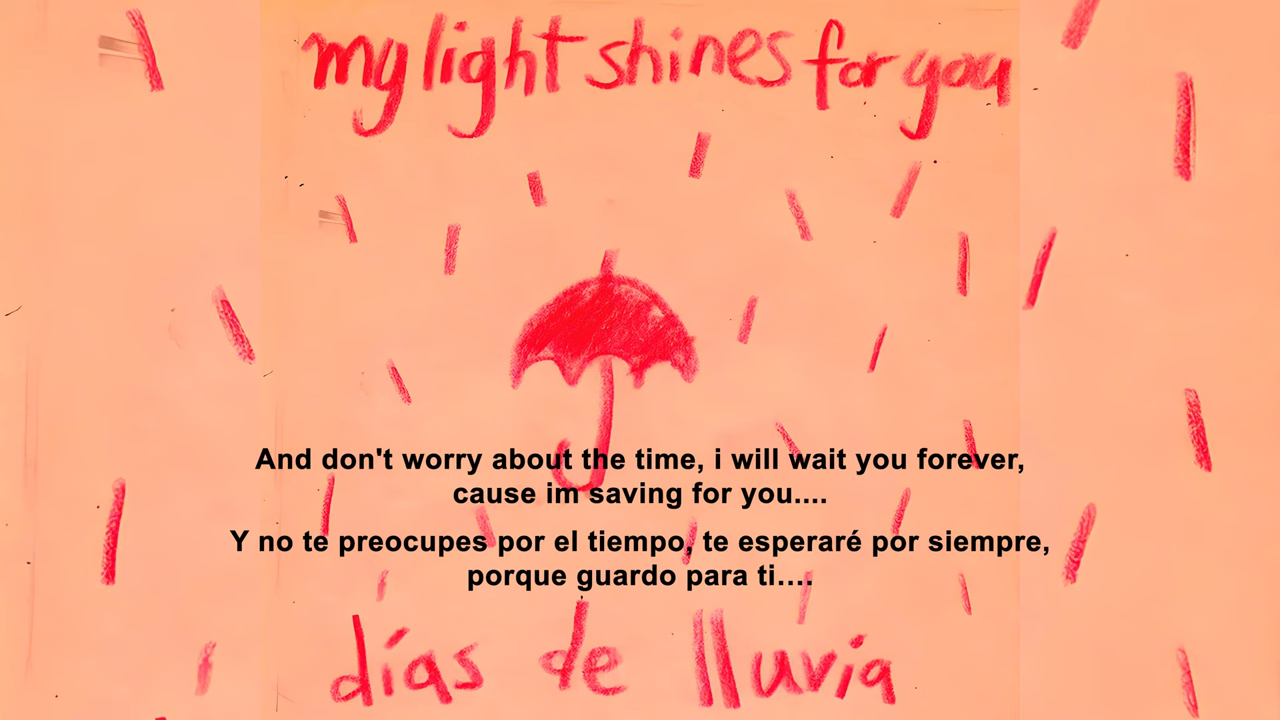 my light shines for you
And don't worry about the time, i will wait you forever,
cause im saving for you....
Y no te preocupes por el tiempo, te esperaré por siempre,
porque guardo para ti....
días de lluvia